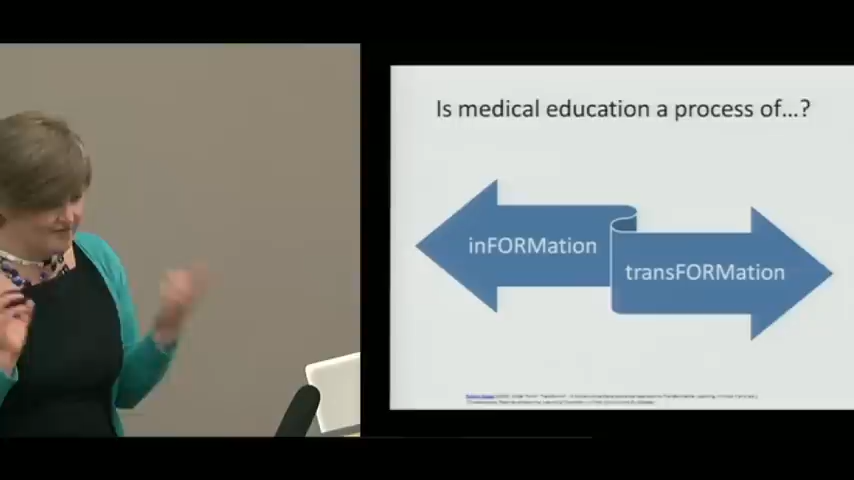 Is medical education a process of...?
inFORMation
transFORMation